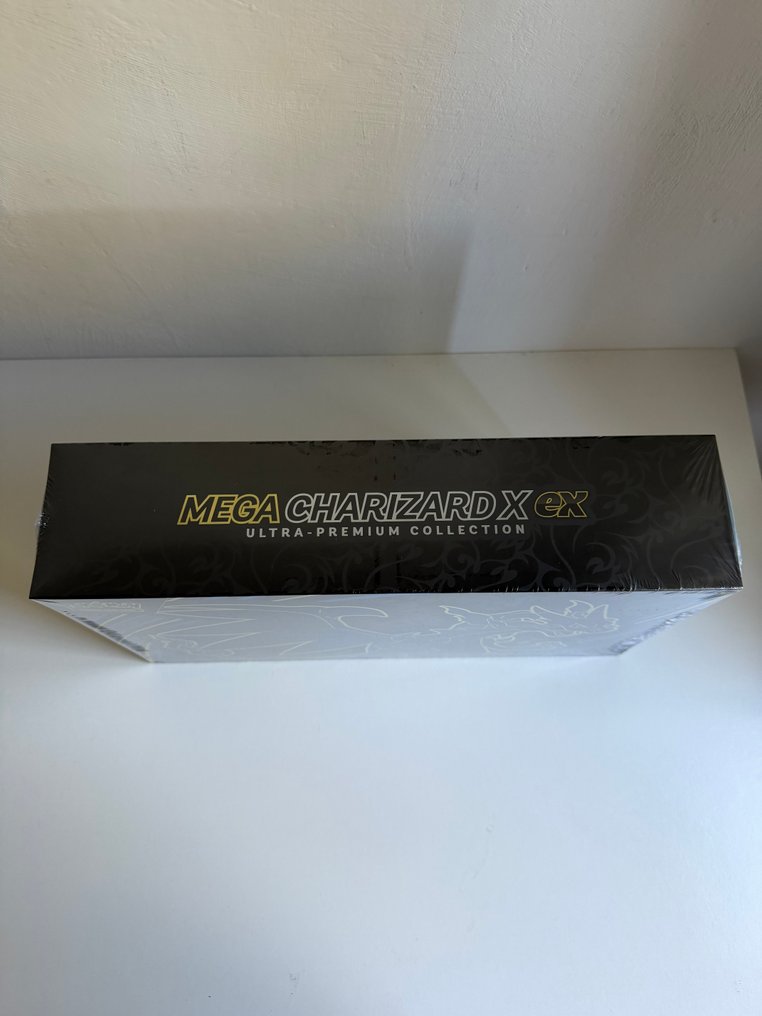 MEGA CHARIZARD X ex
ULTRA-PREMIUM COLLECTION